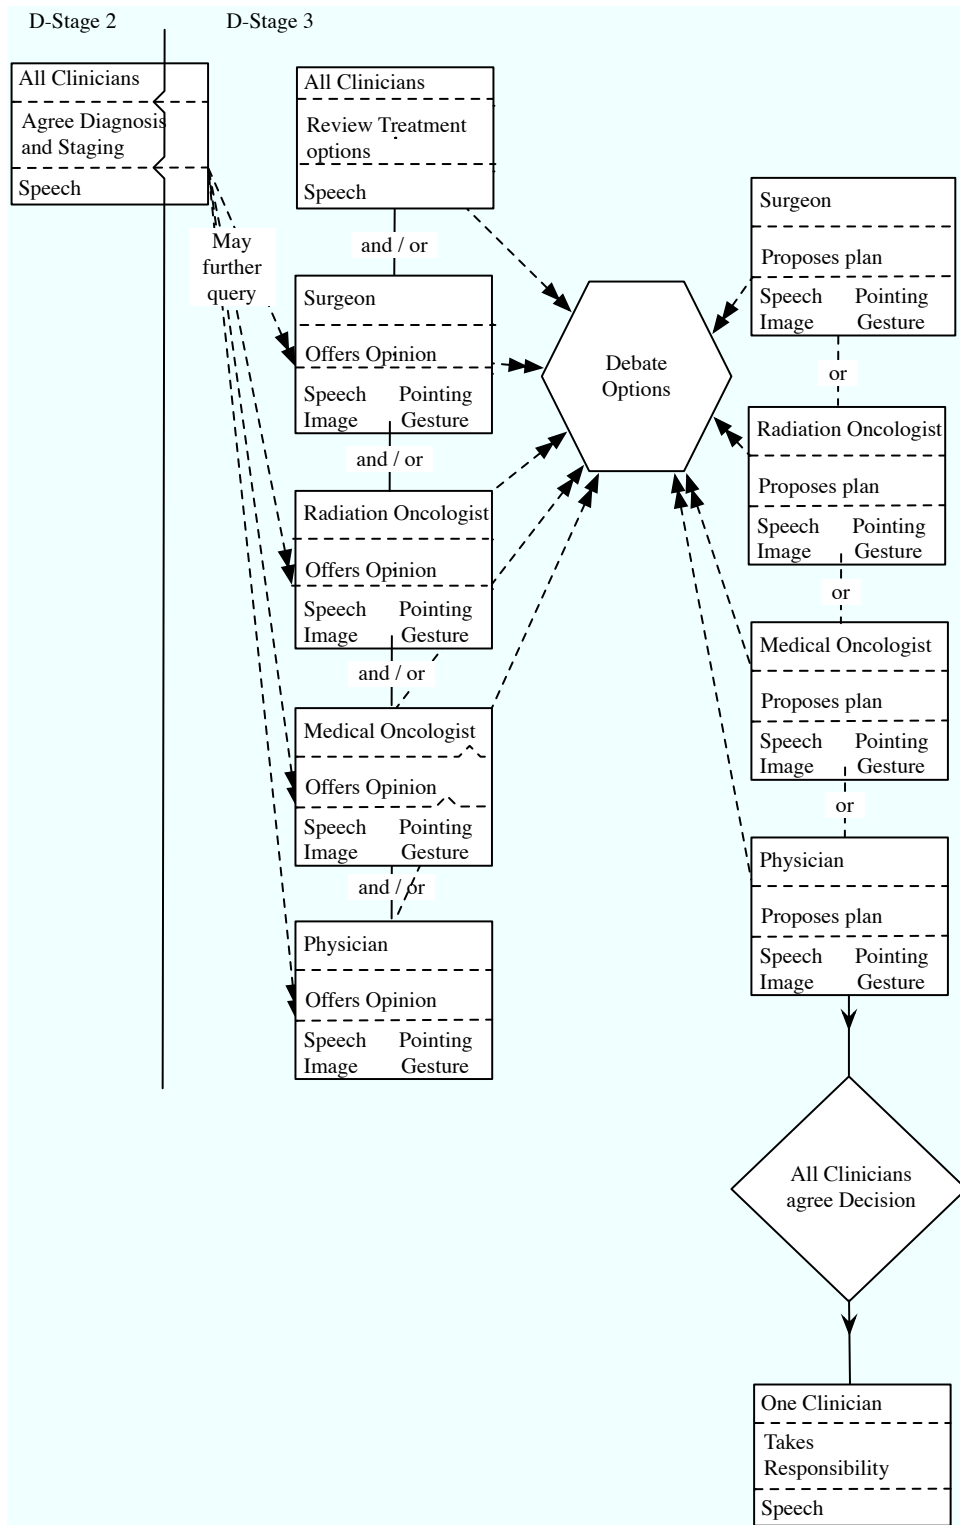 D-Stage 2
D-Stage 3
All Clinicians
Agree Diagnosis
and Staging
Speech
May
further
query
All Clinicians
Review Treatment
options
Speech
and / or
Surgeon
Offers Opinion
Speech Pointing
Image Gesture
and / or
Radiation Oncologist
Offers Opinion
Speech Pointing
Image Gesture
and / or
Medical Oncologist
Offers Opinion
Speech Pointing
Image Gesture
and / or
Physician
Offers Opinion
Speech Pointing
Image Gesture
Debate
Options
Surgeon
Proposes plan
Speech Pointing
Image Gesture
or
Radiation Oncologist
Proposes plan
Speech Pointing
Image Gesture
or
Medical Oncologist
Proposes plan
Speech Pointing
Image Gesture
or
Physician
Proposes plan
Speech Pointing
Image Gesture
All Clinicians
agree Decision
One Clinician
Takes
Responsibility
Speech